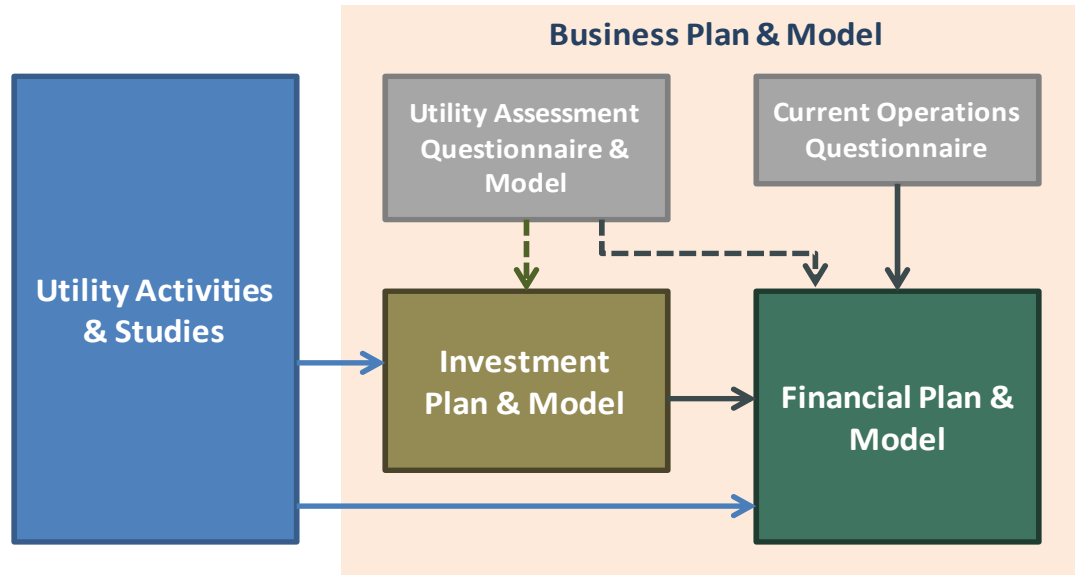 Business Plan & Model
Utility Assessment
Questionnaire &
Model
Current Operations
Questionnaire
Utility Activities
& Studies
Investment
Plan & Model
Financial Plan &
Model